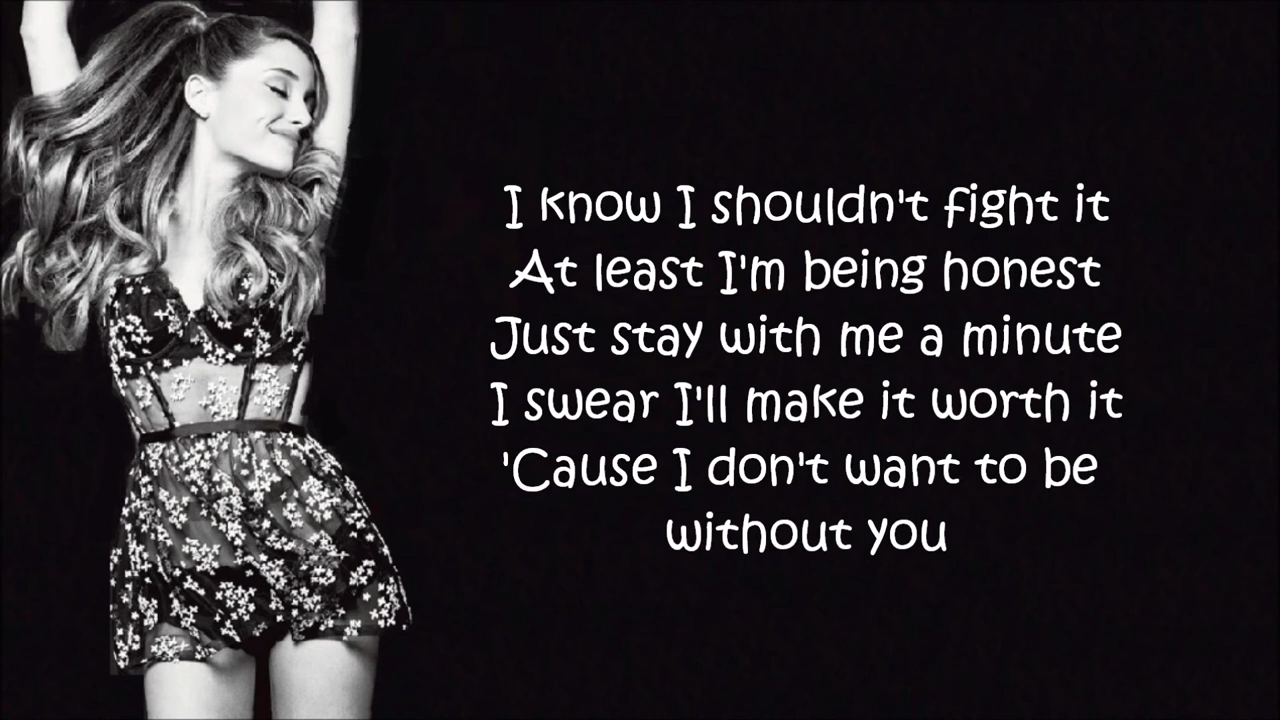 I know I shouldn't fight it
At least I'm being honest
Just stay with me a minute
I swear I'll make it worth it
'Cause I don't want to be
without you